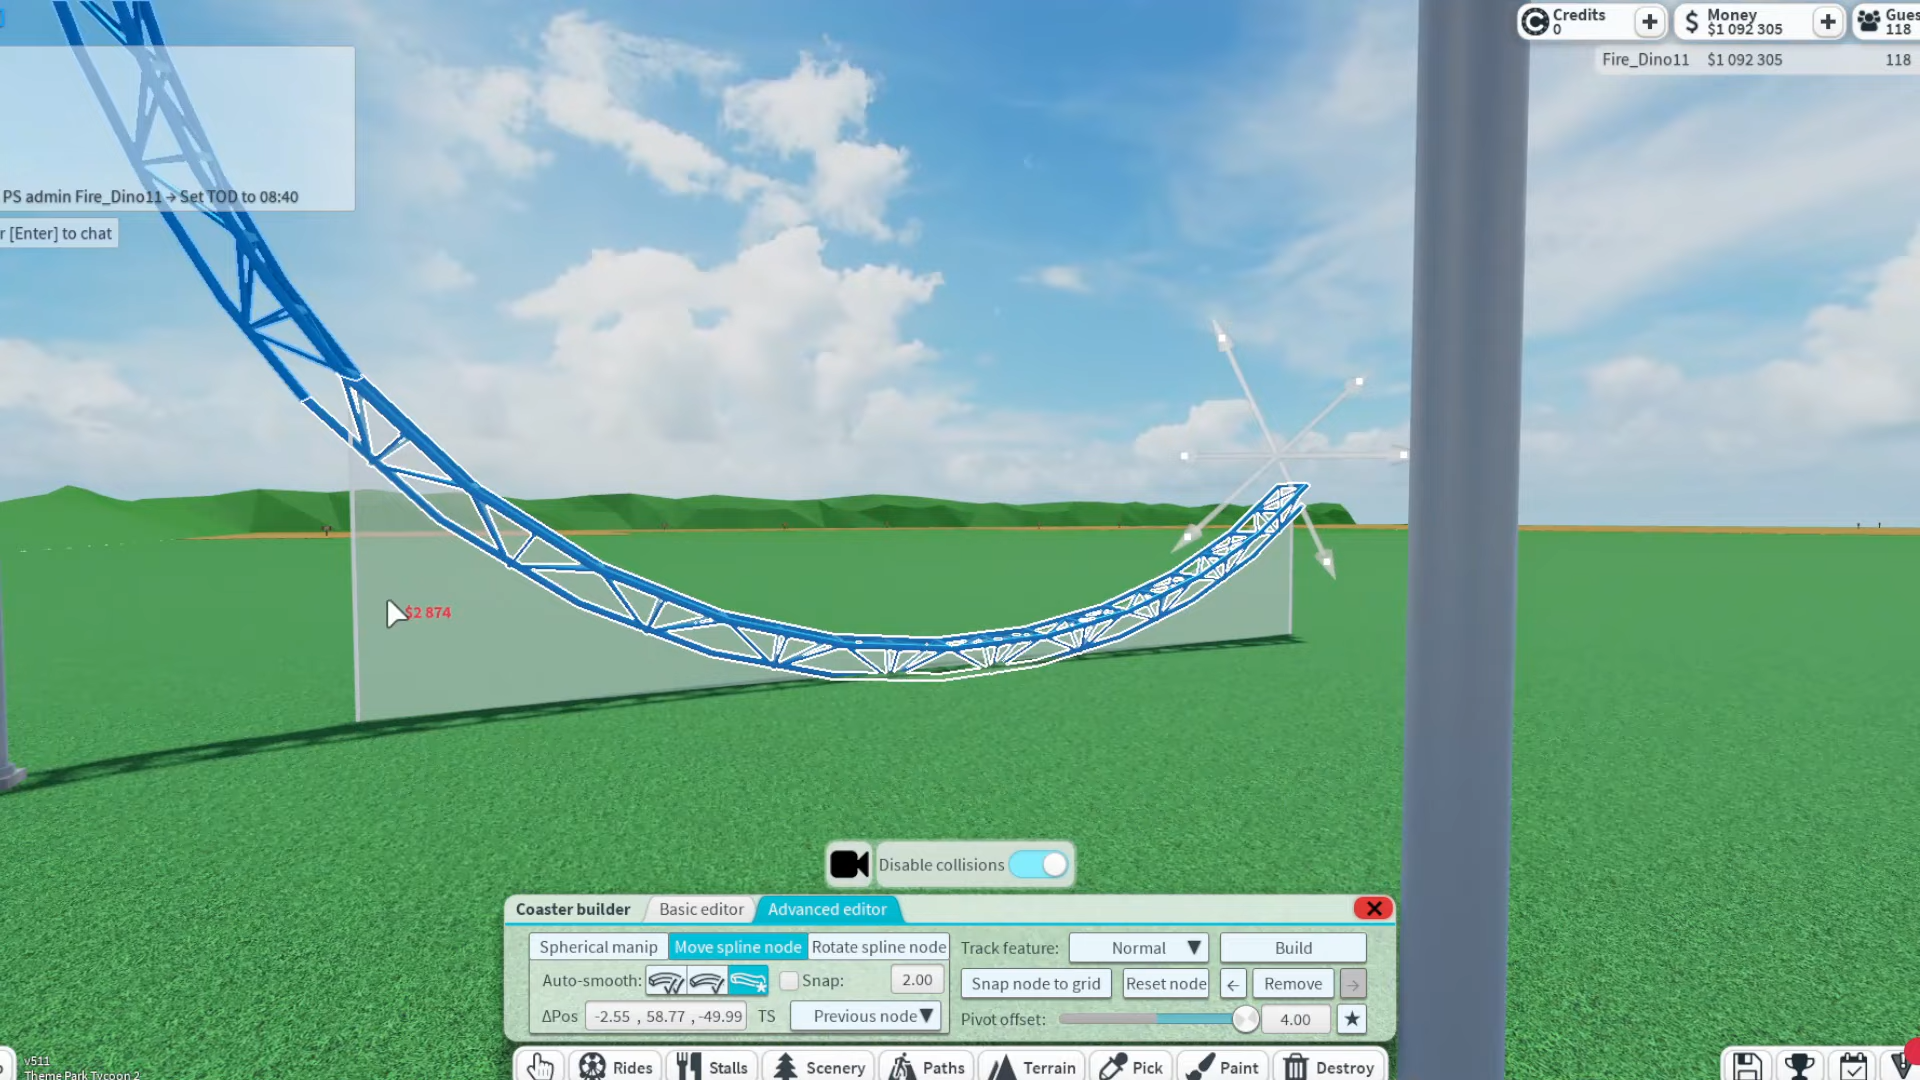 Credits
0
Money
$1 092 305
Gues
118
Fire_Dino11 $1 092 305 118
PS admin Fire_Dino11 → Set TOD to 08:40
r [Enter] to chat
$2 874
Disable collisions
Coaster builder Basic editor Advanced editor
Spherical manip Move spline node Rotate spline node Track feature: Normal ▼ Build
Auto-smooth: Snap: 2.00 Snap node to grid Reset node ← Remove →
ΔPos -2.55 , 58.77 , -49.99 TS Previous node ▼ Pivot offset: 4.00 ★
v511
Theme Park Tycoon 2
Rides Stalls Scenery Paths Terrain Pick Paint Destroy